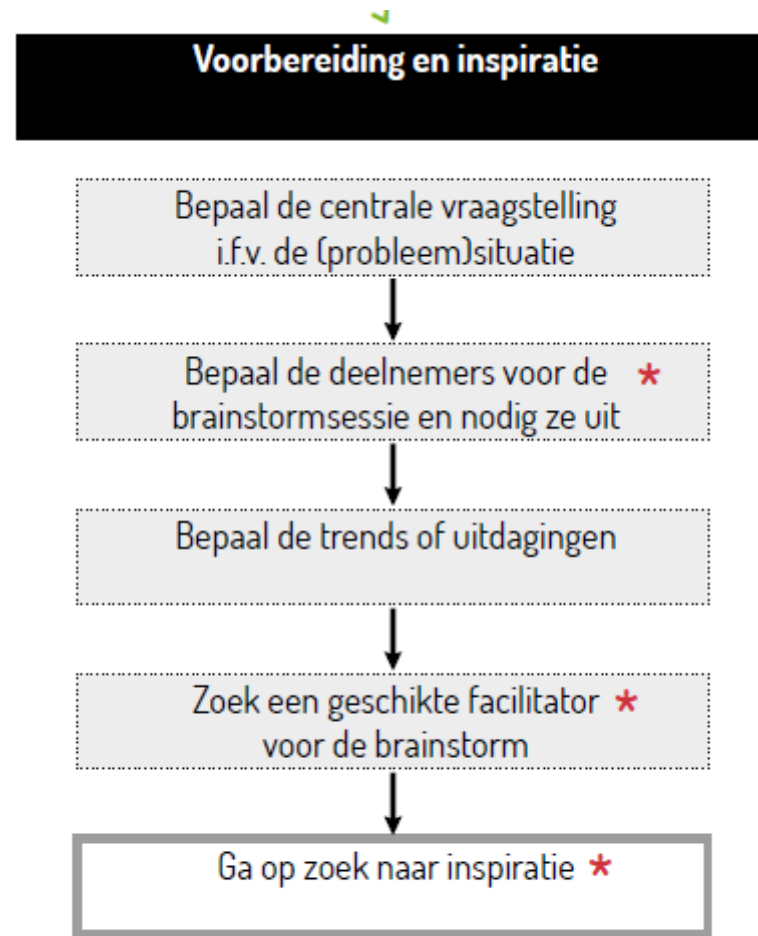 Voorbereiding en inspiratie
Bepaal de centrale vraagstelling
i.f.v. de (probleem)situatie
Bepaal de deelnemers voor de *
brainstormsessie en nodig ze uit
Bepaal de trends of uitdagingen
Zoek een geschikte facilitator *
voor de brainstorm
Ga op zoek naar inspiratie *